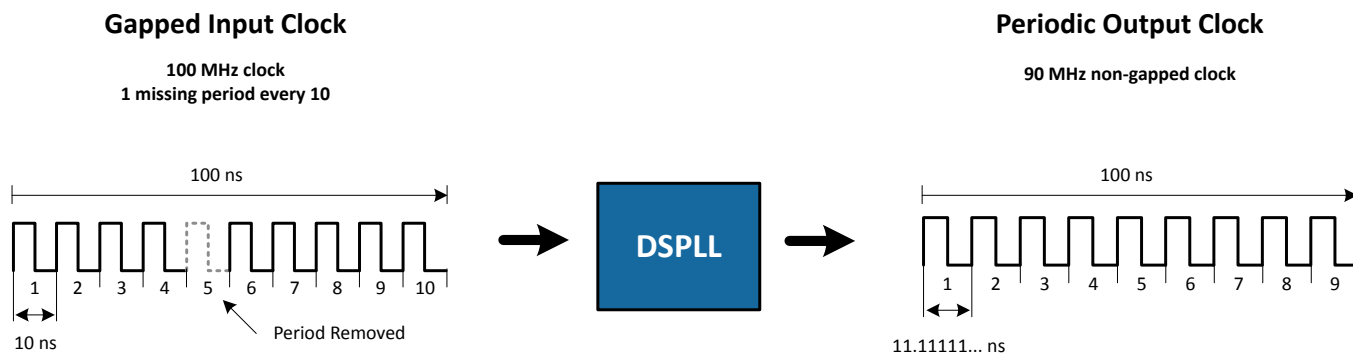 Gapped Input Clock
100 MHz clock
1 missing period every 10
100 ns
1 2 3 4 5 6 7 8 9 10
10 ns
Period Removed
DSPLL
Periodic Output Clock
90 MHz non-gapped clock
100 ns
1 2 3 4 5 6 7 8 9
11.11111... ns